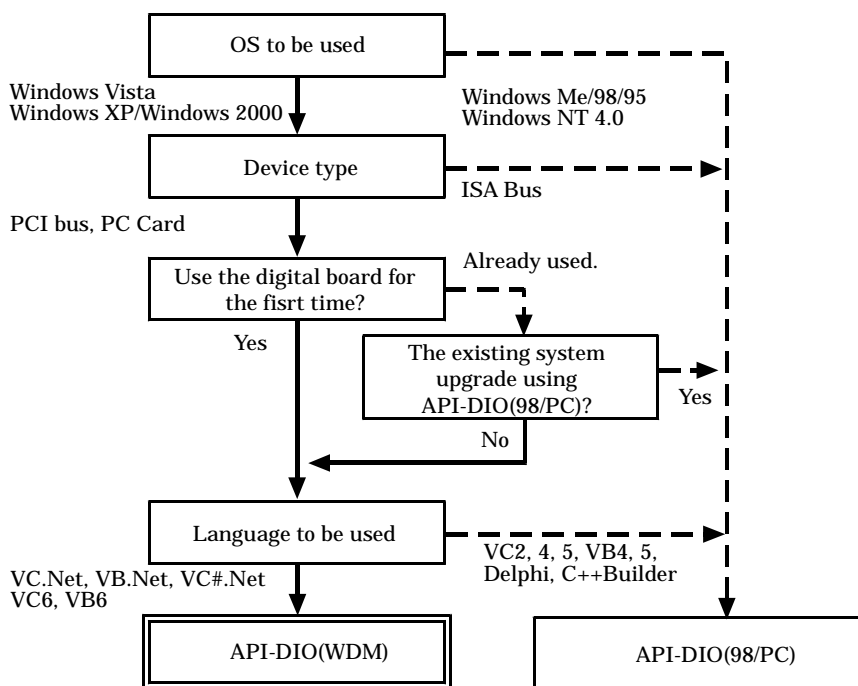 OS to be used
Windows Vista
Windows XP/Windows 2000
Windows Me/98/95
Windows NT 4.0
Device type
ISA Bus
PCI bus, PC Card
Use the digital board for
the fisrt time?
Already used.
Yes
The existing system
upgrade using
API-DIO(98/PC)?
Yes
No
Language to be used
VC2, 4, 5, VB4, 5,
Delphi, C++Builder
VC.Net, VB.Net, VC#.Net
VC6, VB6
API-DIO(WDM)
API-DIO(98/PC)